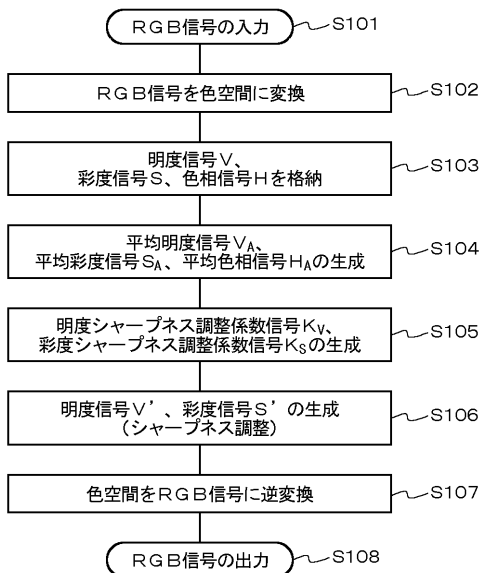 RGB信号の入力 S101
RGB信号を色空間に変換 S102
明度信号V、
彩度信号S、色相信号Hを格納 S103
平均明度信号VA、
平均彩度信号SA、平均色相信号HAの生成 S104
明度シャープネス調整係数信号KV、
彩度シャープネス調整係数信号KSの生成 S105
明度信号V’、彩度信号S’の生成
(シャープネス調整) S106
色空間をRGB信号に逆変換 S107
RGB信号の出力 S108